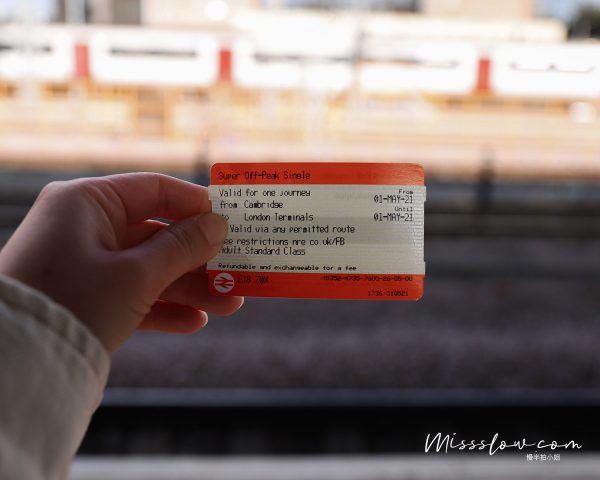 Super Off-Peak Single
Valid for one journey From
from Cambridge 01-MAY-21
Until
to London Terminals 01-MAY-21
Valid via any permitted route
see restrictions nre co uk/FB
Adult Standard Class
Refundable and exchangeable for a fee
£18.70X 46352-4735-7600-26-05-00
1736 010521
Missslow.com
慢半拍小姐